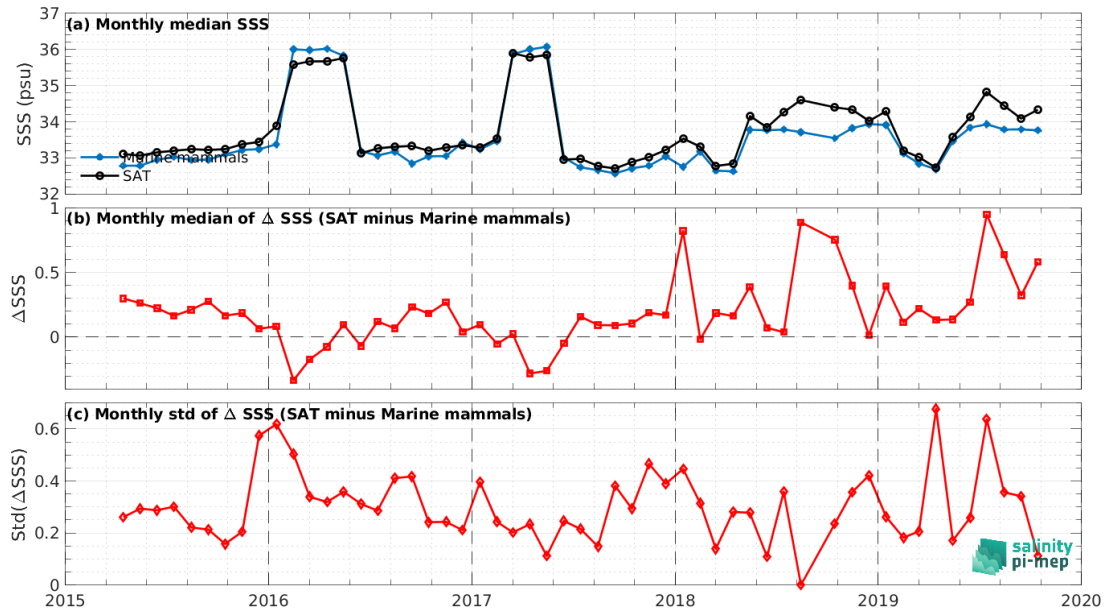 (a) Monthly median SSS
37
36
35
34
33
32
SSS (psu)
Marine mammals
SAT
(b) Monthly median of Δ SSS (SAT minus Marine mammals)
1
0.5
0
ΔSSS
(c) Monthly std of Δ SSS (SAT minus Marine mammals)
0.6
0.4
0.2
0
Std(ΔSSS)
2015 2016 2017 2018 2019 2020
salinity
pi-mep